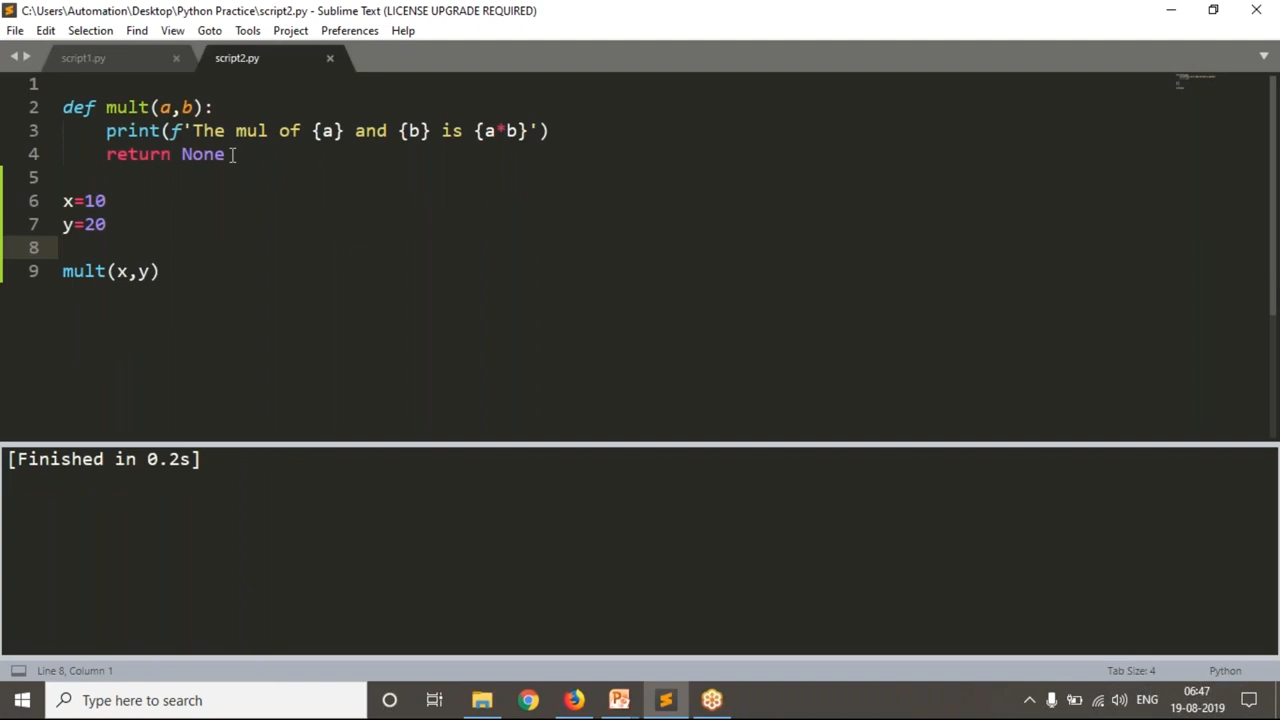 C:\Users\Automation\Desktop\Python Practice\script2.py - Sublime Text (LICENSE UPGRADE REQUIRED)
File Edit Selection Find View Goto Tools Project Preferences Help
script1.py script2.py
1
2 def mult(a,b):
3 print(f'The mul of {a} and {b} is {a*b}')
4 return None
5
6 x=10
7 y=20
8
9 mult(x,y)
[Finished in 0.2s]
Line 8, Column 1 Tab Size: 4 Python
Type here to search ENG 06:47
19-08-2019